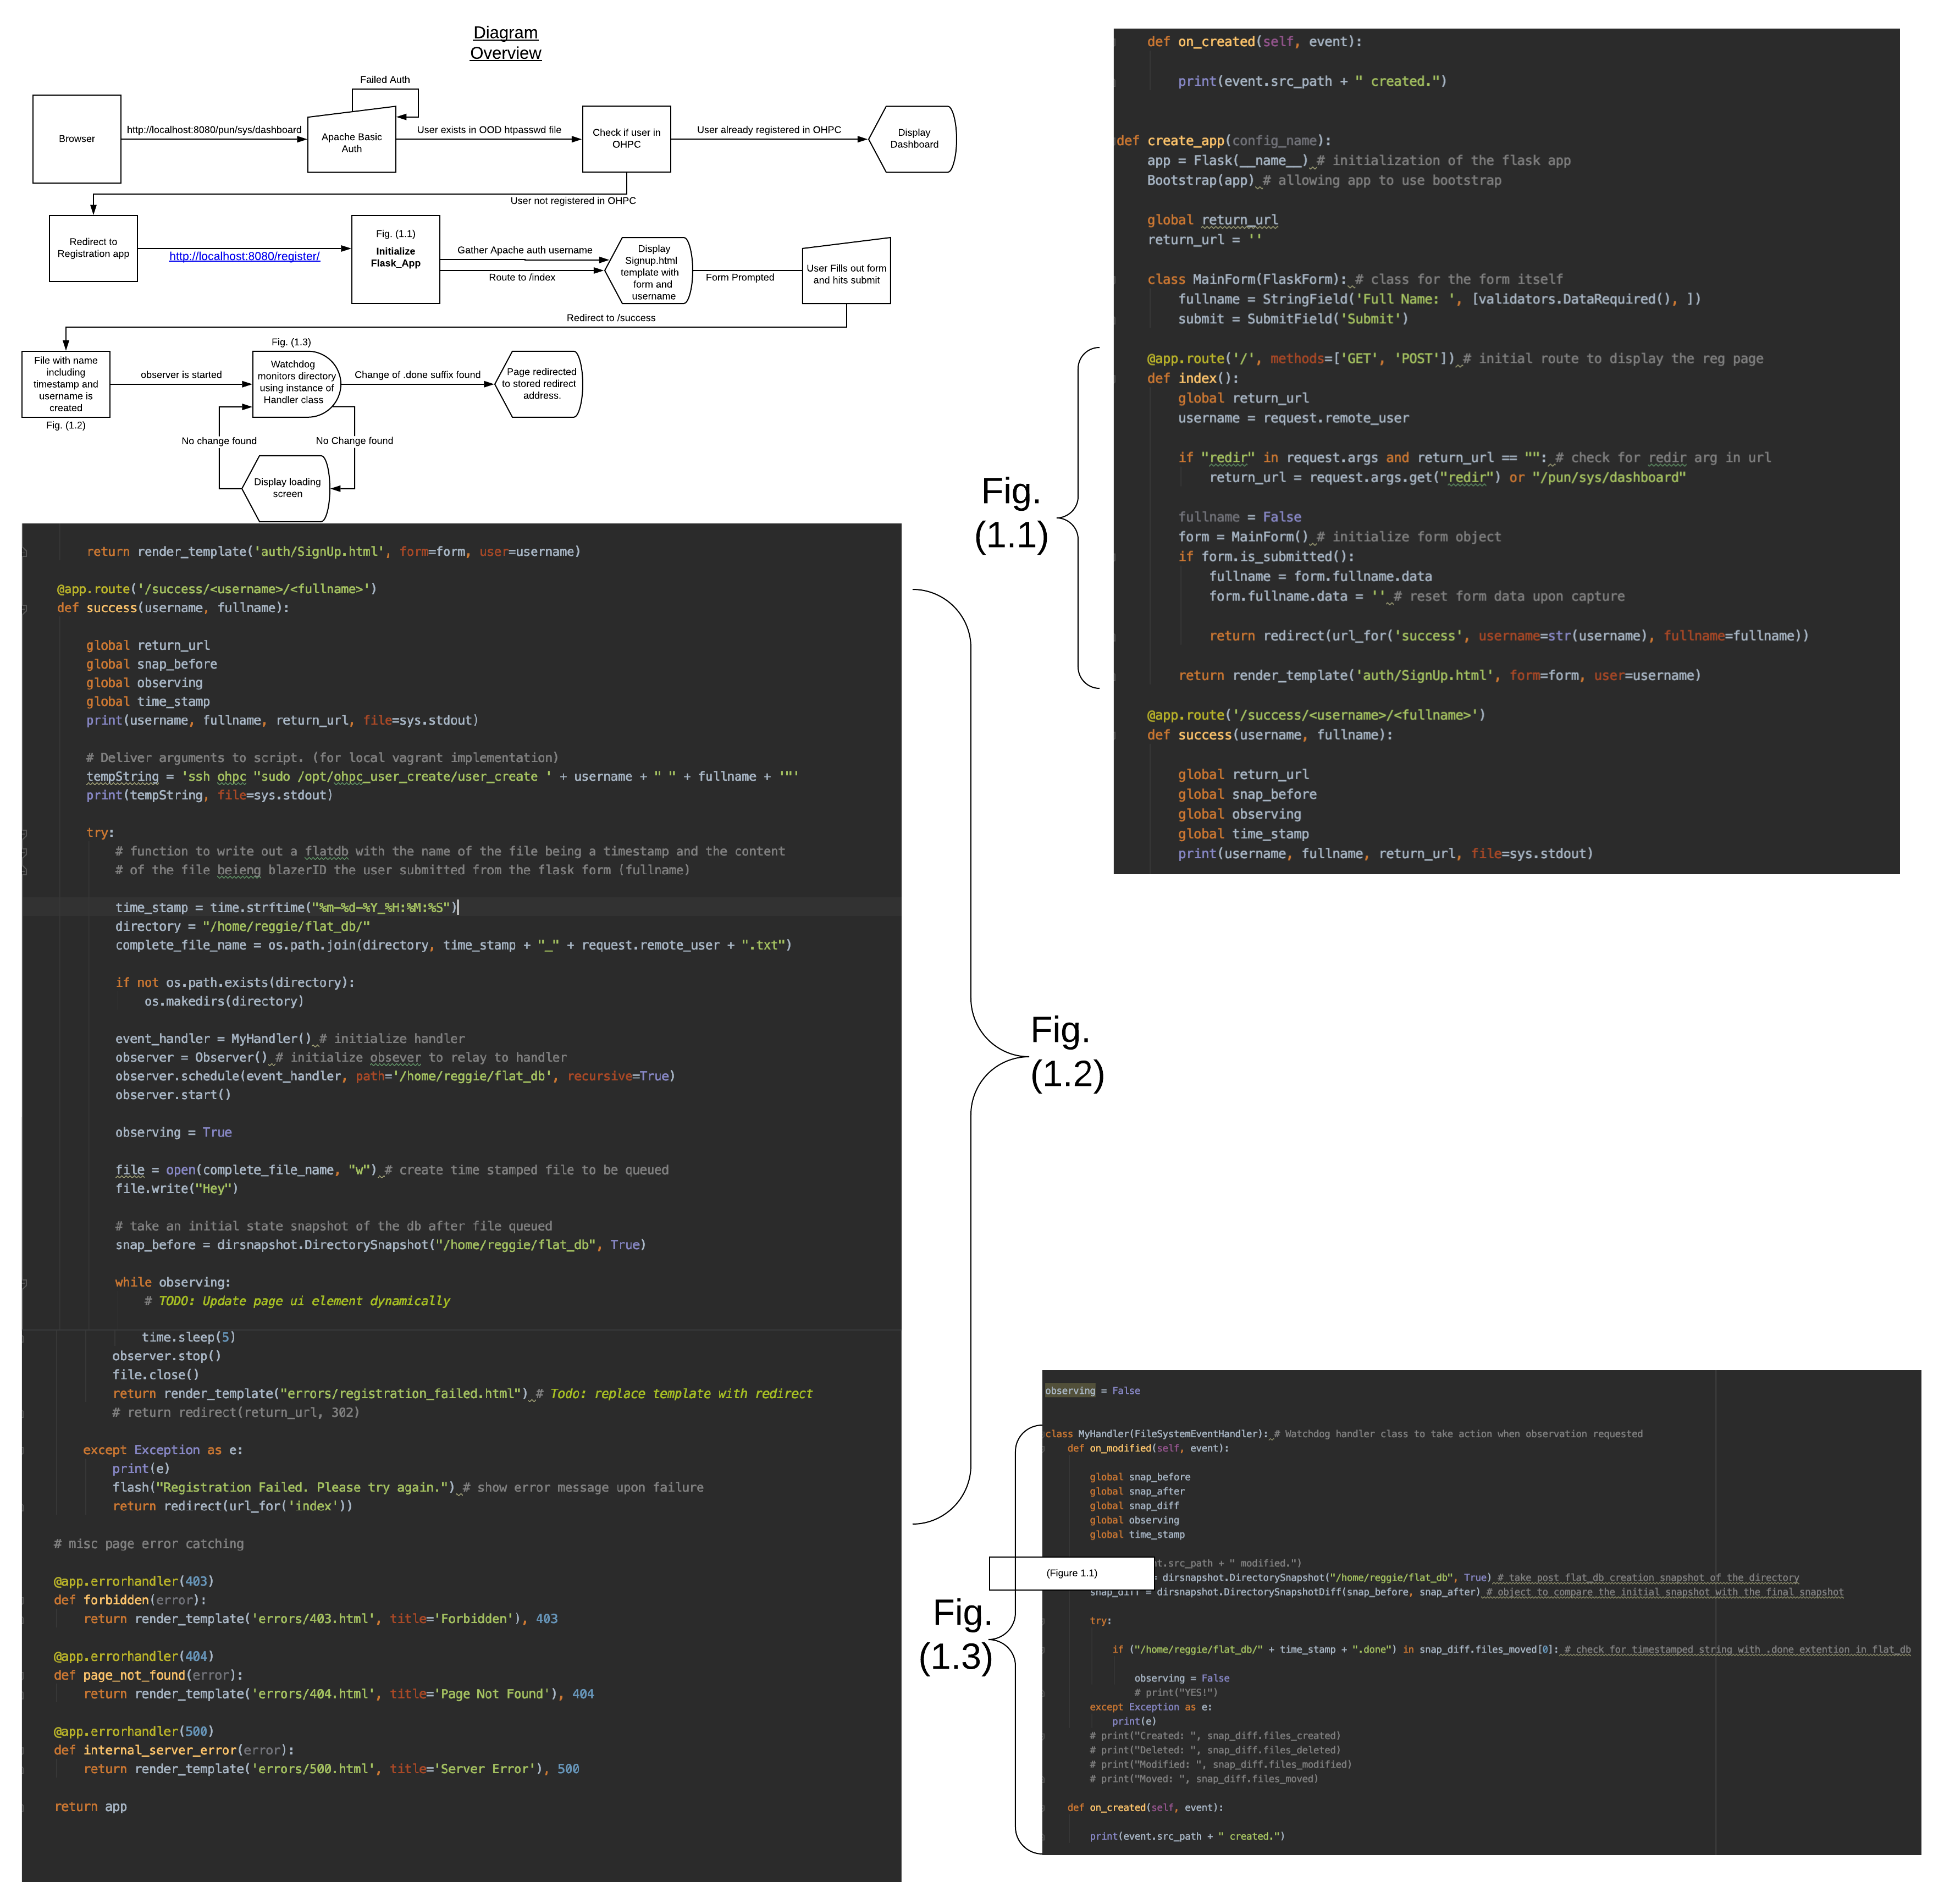 Diagram
Overview
Failed Auth
Browser
http://localhost:8080/pun/sys/dashboard
Apache Basic
Auth
User exists in OOD htpasswd file
Check if user in
OHPC
User already registered in OHPC
Display
Dashboard
User not registered in OHPC
Redirect to
Registration app
http://localhost:8080/register/
Fig. (1.1)
Initialize
Flask_App
Gather Apache auth username
Route to /index
Display
Signup.html
template with
form and
username
Form Prompted
User Fills out form
and hits submit
Redirect to /success
File with name
including
timestamp and
username is
created
Fig. (1.2)
observer is started
Fig. (1.3)
Watchdog
monitors directory
using instance of
Handler class
Change of .done suffix found
Page redirected
to stored redirect
address.
No change found
No Change found
Display loading
screen
def on_created(self, event):
print(event.src_path + " created.")
def create_app(config_name):
app = Flask(__name__) # initialization of the flask app
Bootstrap(app) # allowing app to use bootstrap
global return_url
return_url = ''
class MainForm(FlaskForm): # class for the form itself
fullname = StringField('Full Name: ', [validators.DataRequired(), ])
submit = SubmitField('Submit')
@app.route('/', methods=['GET', 'POST']) # initial route to display the reg page
def index():
global return_url
username = request.remote_user
if "redir" in request.args and return_url == "": # check for redir arg in url
return_url = request.args.get("redir") or "/pun/sys/dashboard"
fullname = False
form = MainForm() # initialize form object
if form.is_submitted():
fullname = form.fullname.data
form.fullname.data = '' # reset form data upon capture
return redirect(url_for('success', username=str(username), fullname=fullname))
return render_template('auth/SignUp.html', form=form, user=username)
@app.route('/success/<username>/<fullname>')
def success(username, fullname):
global return_url
global snap_before
global observing
global time_stamp
print(username, fullname, return_url, file=sys.stdout)
Fig.
(1.1)
return render_template('auth/SignUp.html', form=form, user=username)
@app.route('/success/<username>/<fullname>')
def success(username, fullname):
global return_url
global snap_before
global observing
global time_stamp
print(username, fullname, return_url, file=sys.stdout)
# Deliver arguments to script. (for local vagrant implementation)
tempString = 'ssh ohpc "sudo /opt/ohpc_user_create/user_create ' + username + " " + fullname + '"'
print(tempString, file=sys.stdout)
try:
# function to write out a flatdb with the name of the file being a timestamp and the content
# of the file beieng blazerID the user submitted from the flask form (fullname)
time_stamp = time.strftime("%m-%d-%Y_%H:%M:%S")
directory = "/home/reggie/flat_db/"
complete_file_name = os.path.join(directory, time_stamp + "_" + request.remote_user + ".txt")
if not os.path.exists(directory):
os.makedirs(directory)
event_handler = MyHandler() # initialize handler
observer = Observer() # initialize obsever to relay to handler
observer.schedule(event_handler, path='/home/reggie/flat_db', recursive=True)
observer.start()
observing = True
file = open(complete_file_name, "w") # create time stamped file to be queued
file.write("Hey")
# take an initial state snapshot of the db after file queued
snap_before = dirsnapshot.DirectorySnapshot("/home/reggie/flat_db", True)
while observing:
# TODO: Update page ui element dynamically
time.sleep(5)
observer.stop()
file.close()
return render_template("errors/registration_failed.html") # Todo: replace template with redirect
# return redirect(return_url, 302)
except Exception as e:
print(e)
flash("Registration Failed. Please try again.") # show error message upon failure
return redirect(url_for('index'))
# misc page error catching
@app.errorhandler(403)
def forbidden(error):
return render_template('errors/403.html', title='Forbidden'), 403
@app.errorhandler(404)
def page_not_found(error):
return render_template('errors/404.html', title='Page Not Found'), 404
@app.errorhandler(500)
def internal_server_error(error):
return render_template('errors/500.html', title='Server Error'), 500
return app
Fig.
(1.2)
observing = False
class MyHandler(FileSystemEventHandler): # Watchdog handler class to take action when observation requested
def on_modified(self, event):
global snap_before
global snap_after
global snap_diff
global observing
global time_stamp
.src_path + " modified.")
(Figure 1.1)
= dirsnapshot.DirectorySnapshot("/home/reggie/flat_db", True) # take post flat_db creation snapshot of the directory
snap_diff = dirsnapshot.DirectorySnapshotDiff(snap_before, snap_after) # object to compare the initial snapshot with the final snapshot
try:
if ("/home/reggie/flat_db/" + time_stamp + ".done") in snap_diff.files_moved[0]: # check for timestamped string with .done extention in flat_db
observing = False
# print("YES!")
except Exception as e:
print(e)
# print("Created: ", snap_diff.files_created)
# print("Deleted: ", snap_diff.files_deleted)
# print("Modified: ", snap_diff.files_modified)
# print("Moved: ", snap_diff.files_moved)
def on_created(self, event):
print(event.src_path + " created.")
Fig.
(1.3)